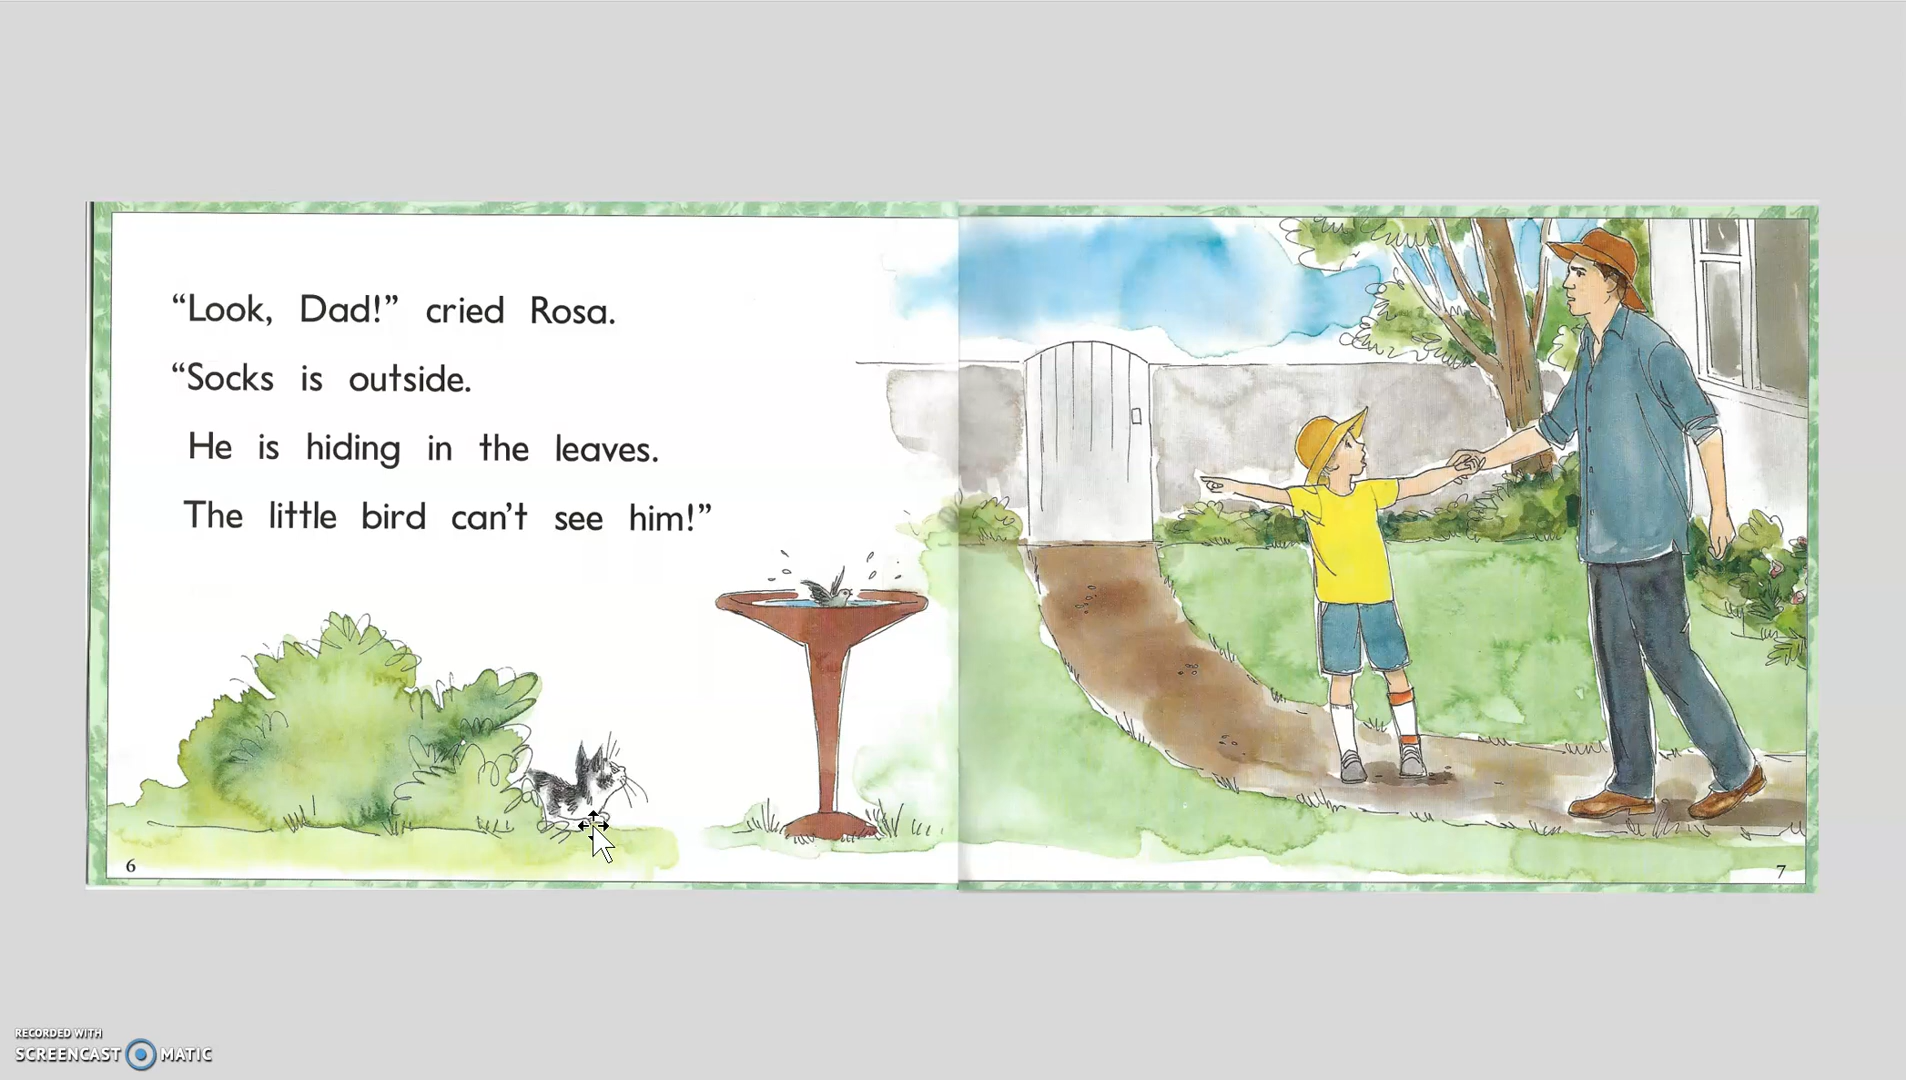 “Look, Dad!” cried Rosa.
“Socks is outside.
He is hiding in the leaves.
The little bird can’t see him!”
6
7
RECORDED WITH
SCREENCAST MATIC